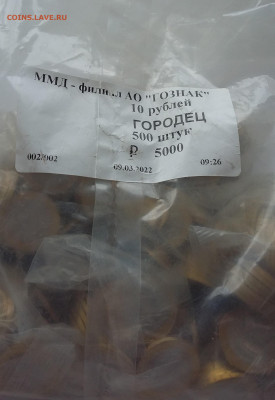 COINS.LAVE.RU
ММД - филиал АО "ГОЗНАК"
10 рублей
ГОРОДЕЦ
500 штук
₽ 5000
002/002 09.03.2022 09:26